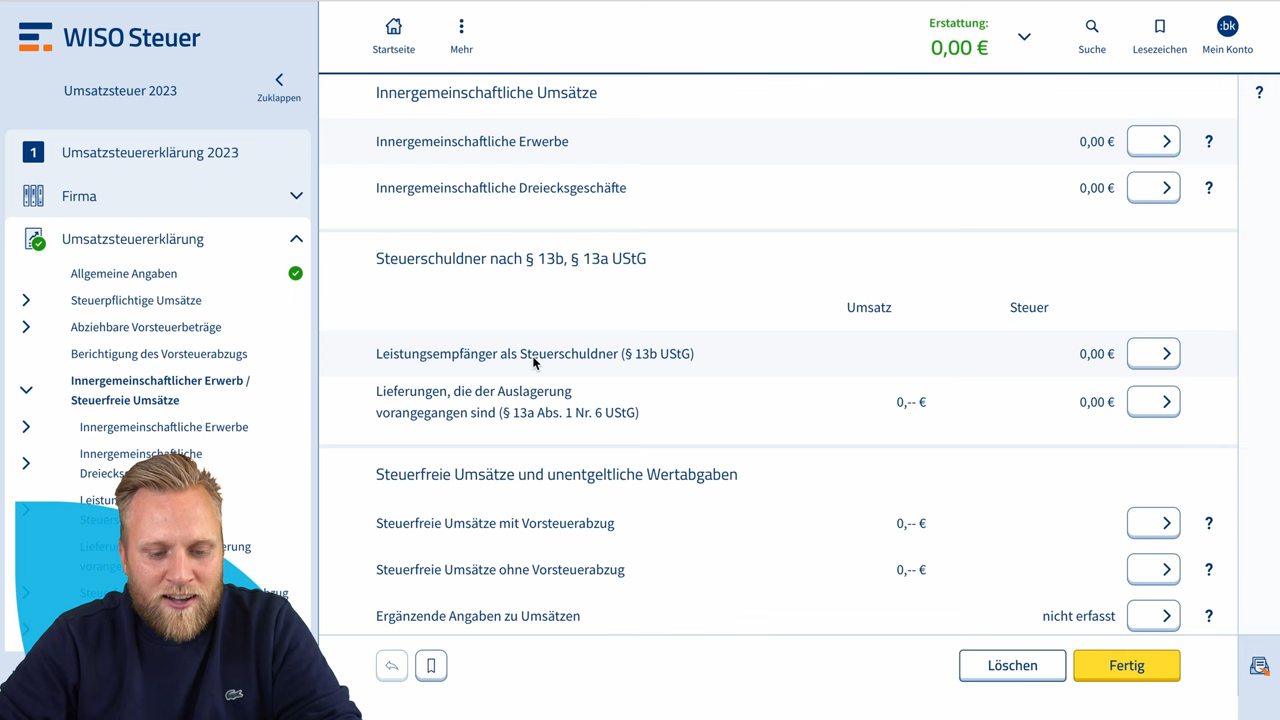 WISO Steuer
Startseite
Mehr
Erstattung:
0,00 €
Suche
:bk
Lesezeichen
Mein Konto
Umsatzsteuer 2023
Zuklappen
1 Umsatzsteuererklärung 2023
Firma
Umsatzsteuererklärung
Allgemeine Angaben
Steuerpflichtige Umsätze
Abziehbare Vorsteuerbeträge
Berichtigung des Vorsteuerabzugs
Innergemeinschaftlicher Erwerb /
Steuerfreie Umsätze
Innergemeinschaftliche Erwerbe
Innergemeinschaftliche
Innergemeinschaftliche Umsätze
?
Innergemeinschaftliche Erwerbe 0,00 € ?
Innergemeinschaftliche Dreiecksgeschäfte 0,00 € ?
Steuerschuldner nach § 13b, § 13a UStG
Umsatz Steuer
Leistungsempfänger als Steuerschuldner (§ 13b UStG) 0,00 €
Lieferungen, die der Auslagerung
vorangegangen sind (§ 13a Abs. 1 Nr. 6 UStG) 0,-- € 0,00 €
Steuerfreie Umsätze und unentgeltliche Wertabgaben
Steuerfreie Umsätze mit Vorsteuerabzug 0,-- € ?
Steuerfreie Umsätze ohne Vorsteuerabzug 0,-- € ?
Ergänzende Angaben zu Umsätzen nicht erfasst ?
Löschen
Fertig